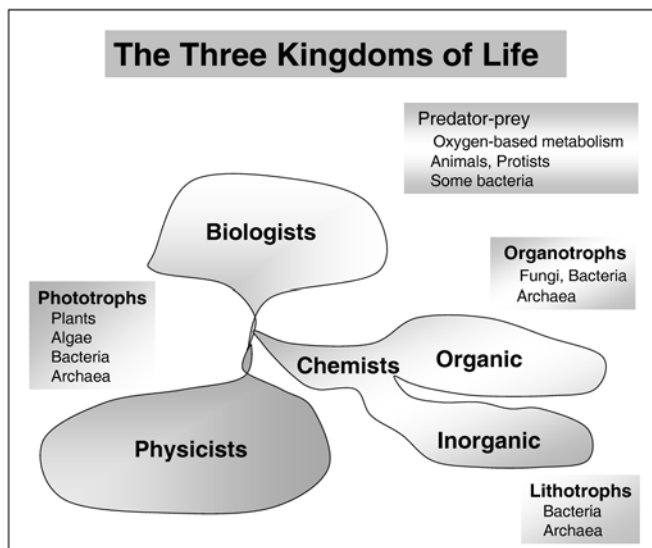 The Three Kingdoms of Life
Predator-prey
Oxygen-based metabolism
Animals, Protists
Some bacteria
Biologists
Organotrophs
Fungi, Bacteria
Archaea
Phototrophs
Plants
Algae
Bacteria
Archaea
Chemists
Organic
Physicists
Inorganic
Lithotrophs
Bacteria
Archaea